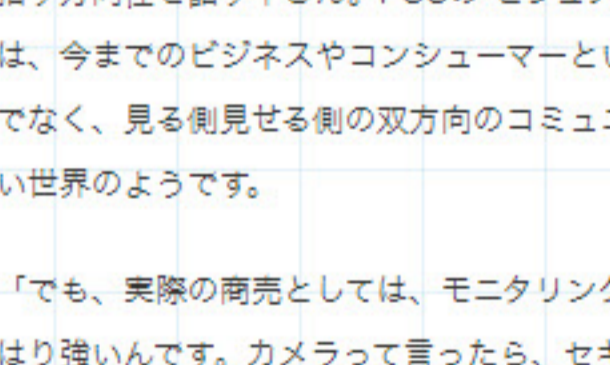 は、今までのビジネスやコンシューマーとい
でなく、見る側見せる側の双方向のコミュニ
い世界のようです。
「でも、実際の商売としては、モニタリング
はり強いんです。カメラって言ったら、セキ